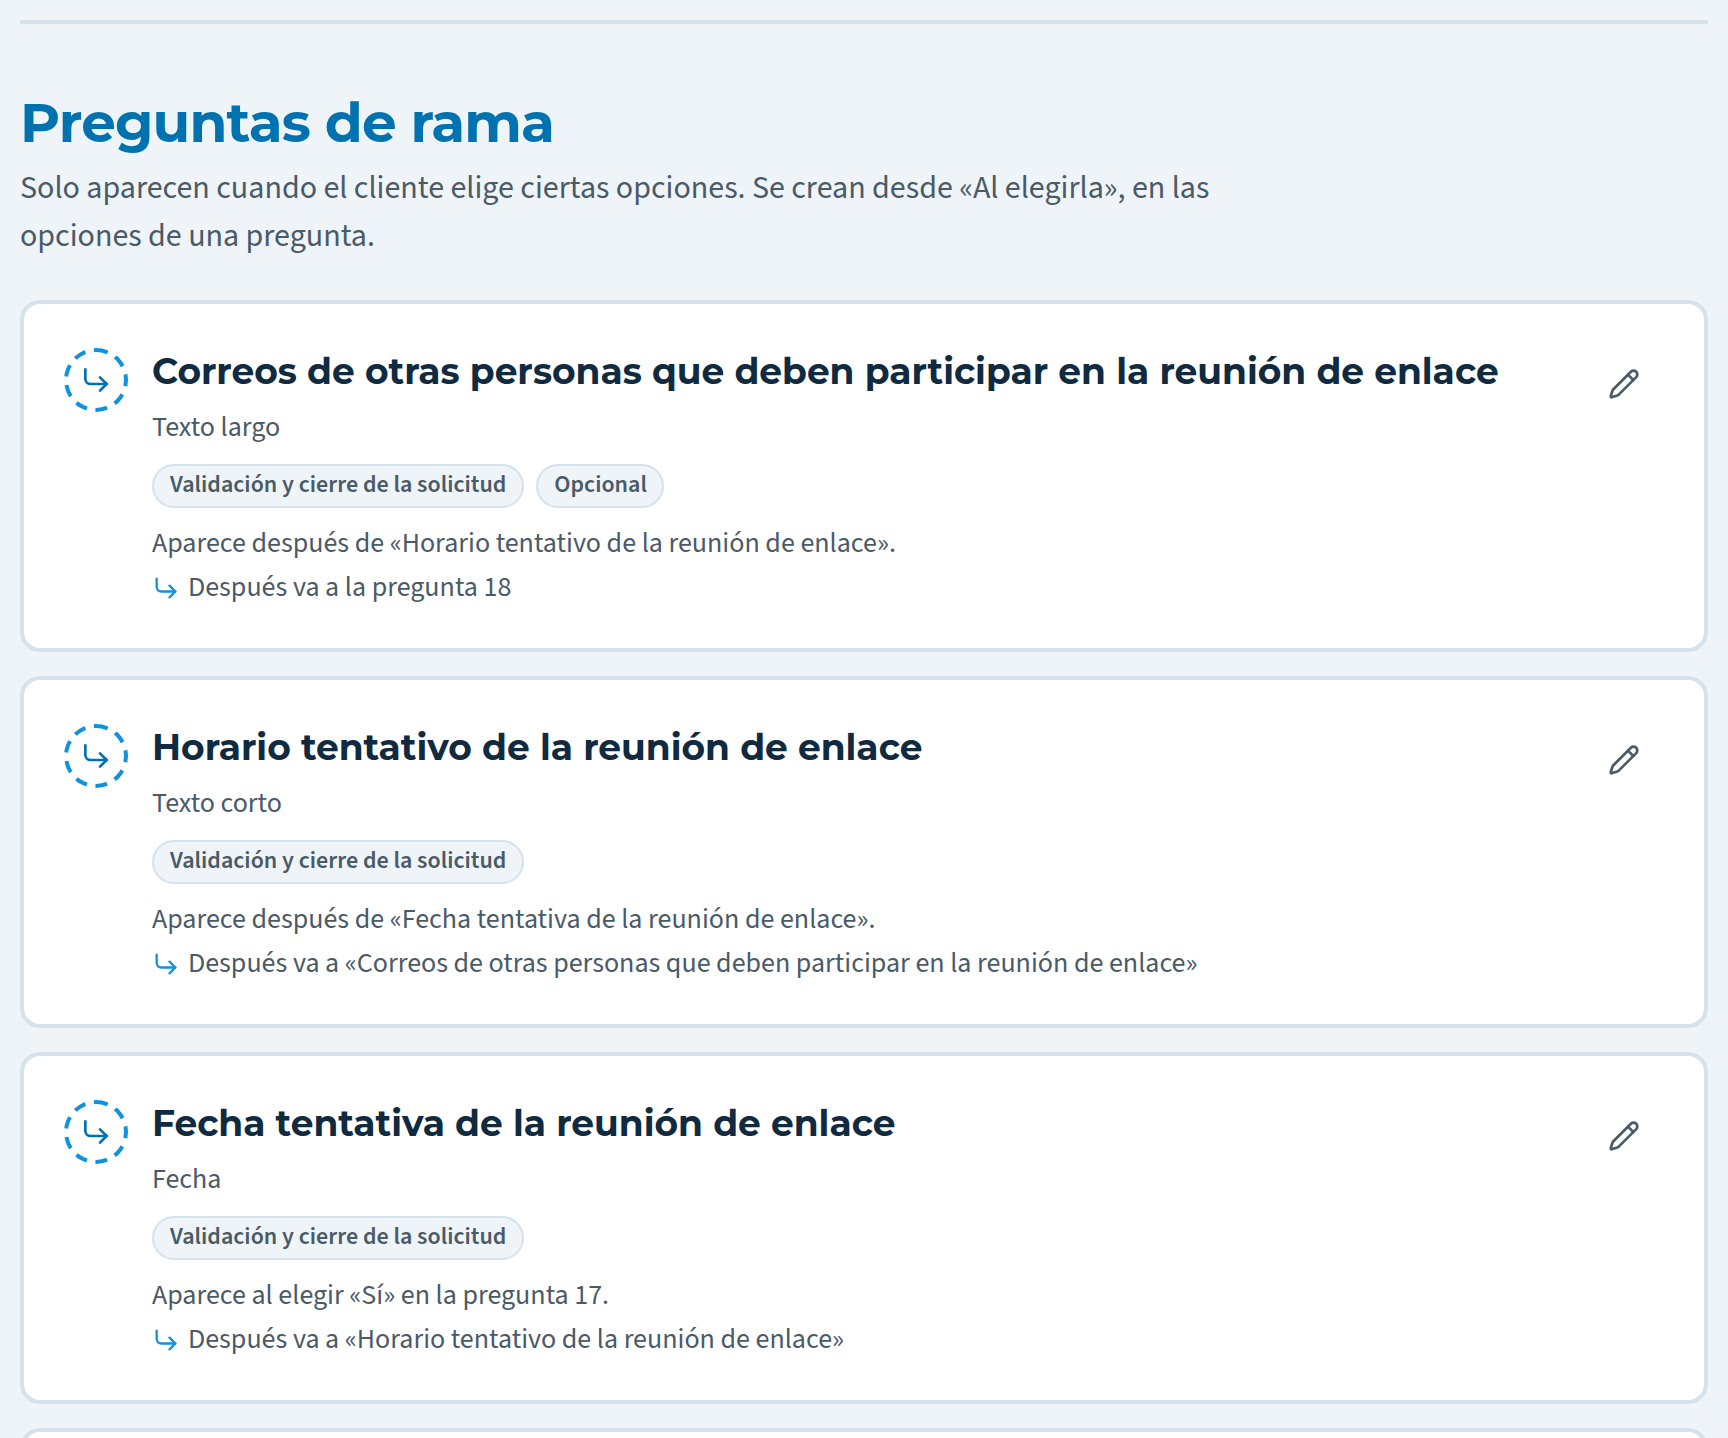 Preguntas de rama
Solo aparecen cuando el cliente elige ciertas opciones. Se crean desde «Al elegirla», en las
opciones de una pregunta.
Correos de otras personas que deben participar en la reunión de enlace
Texto largo
Validación y cierre de la solicitud
Opcional
Aparece después de «Horario tentativo de la reunión de enlace».
Después va a la pregunta 18
Horario tentativo de la reunión de enlace
Texto corto
Validación y cierre de la solicitud
Aparece después de «Fecha tentativa de la reunión de enlace».
Después va a «Correos de otras personas que deben participar en la reunión de enlace»
Fecha tentativa de la reunión de enlace
Fecha
Validación y cierre de la solicitud
Aparece al elegir «Sí» en la pregunta 17.
Después va a «Horario tentativo de la reunión de enlace»